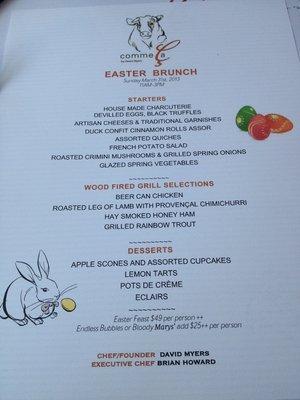 comme Ça
by David Myers
EASTER BRUNCH
Sunday March 31st, 2013
11AM-3PM
STARTERS
HOUSE MADE CHARCUTERIE
DEVILLED EGGS, BLACK TRUFFLES
ARTISAN CHEESES & TRADITIONAL GARNISHES
DUCK CONFIT CINNAMON ROLLS ASSOR
ASSORTED QUICHES
FRENCH POTATO SALAD
ROASTED CRIMINI MUSHROOMS & GRILLED SPRING ONIONS
GLAZED SPRING VEGETABLES
~~~~~~~~~~
WOOD FIRED GRILL SELECTIONS
BEER CAN CHICKEN
ROASTED LEG OF LAMB WITH PROVENÇAL CHIMICHURRI
HAY SMOKED HONEY HAM
GRILLED RAINBOW TROUT
~~~~~~~~~~
DESSERTS
APPLE SCONES AND ASSORTED CUPCAKES
LEMON TARTS
POTS DE CRÈME
ECLAIRS
~~~~~~~~~~
Easter Feast $49 per person ++
Endless Bubbles or Bloody Marys' add $25++ per person
CHEF/FOUNDER DAVID MYERS
EXECUTIVE CHEF BRIAN HOWARD